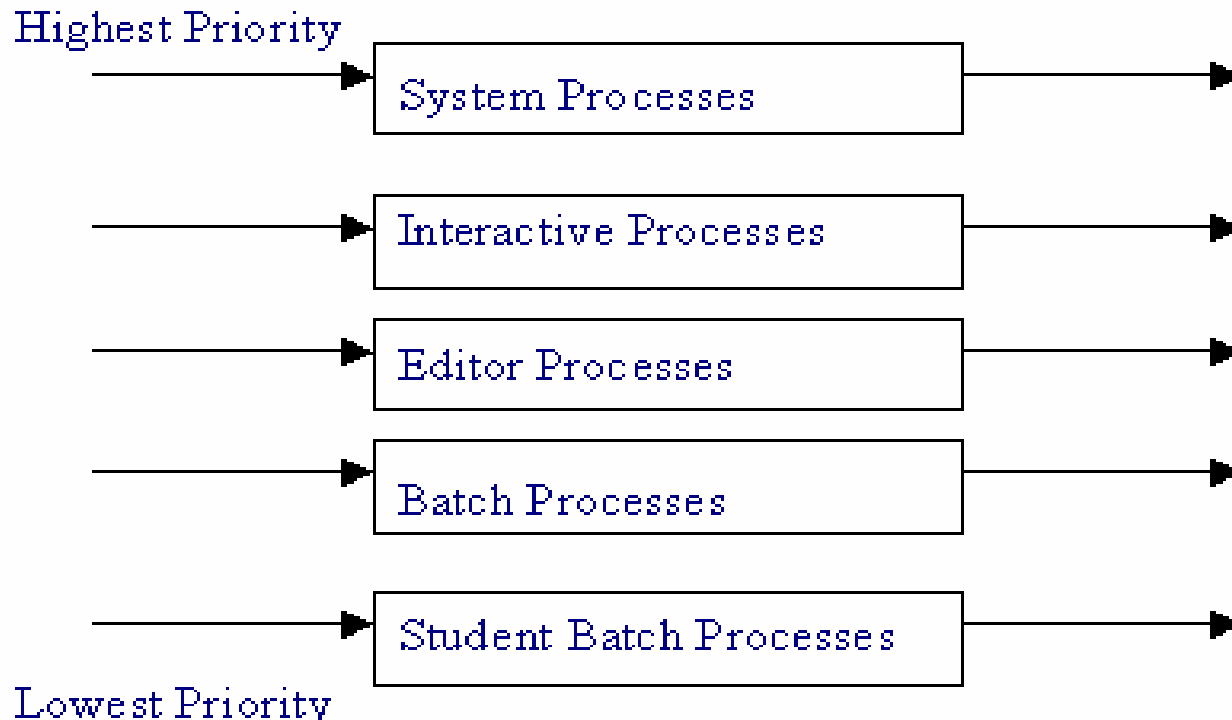 Highest Priority
System Processes
Interactive Processes
Editor Processes
Batch Processes
Student Batch Processes
Lowest Priority